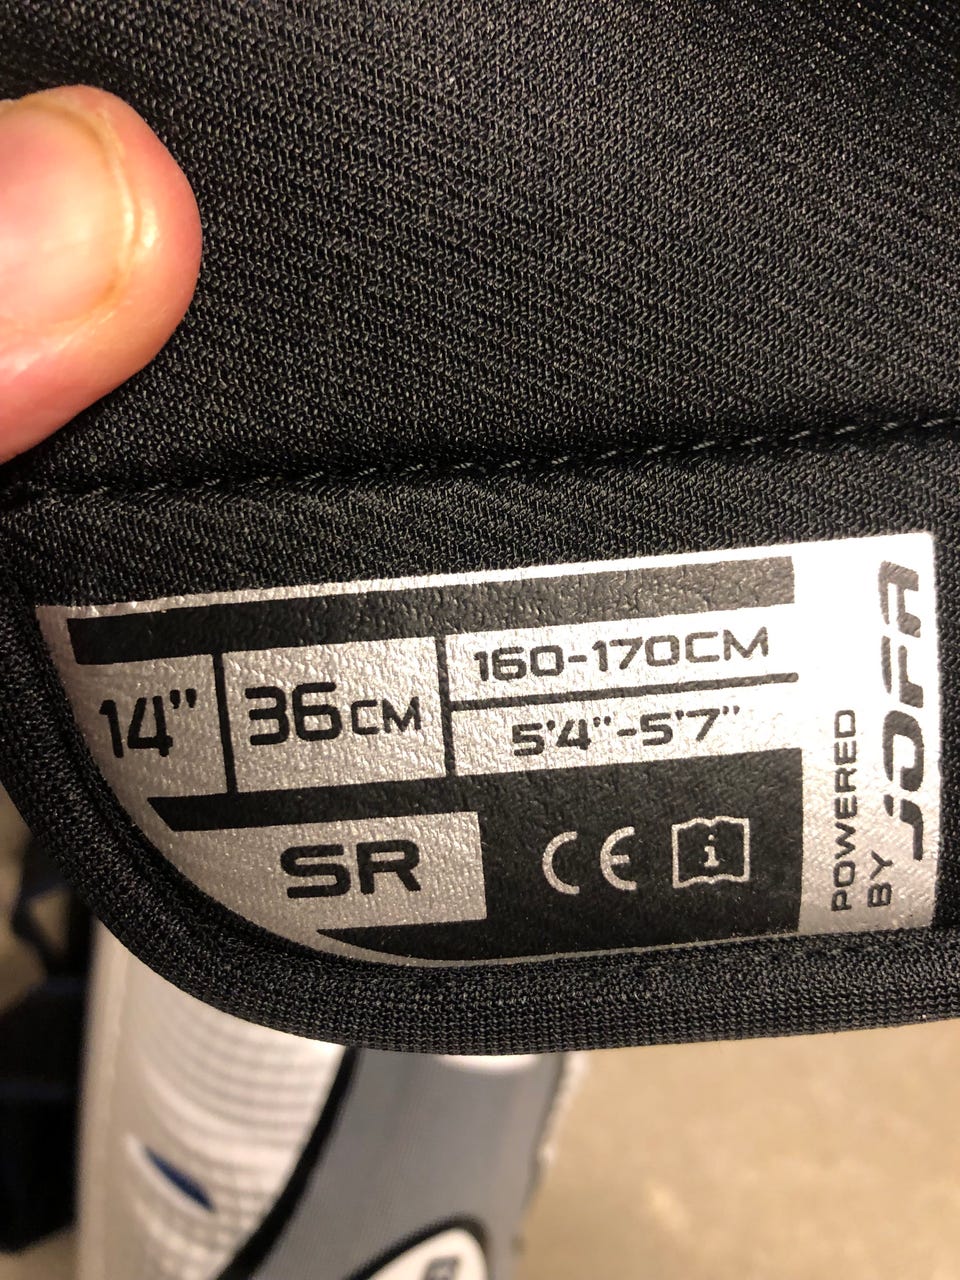 14"
36CM
160-170CM
5'4"-5'7"
SR
CE
i
POWERED
BY
JOFA